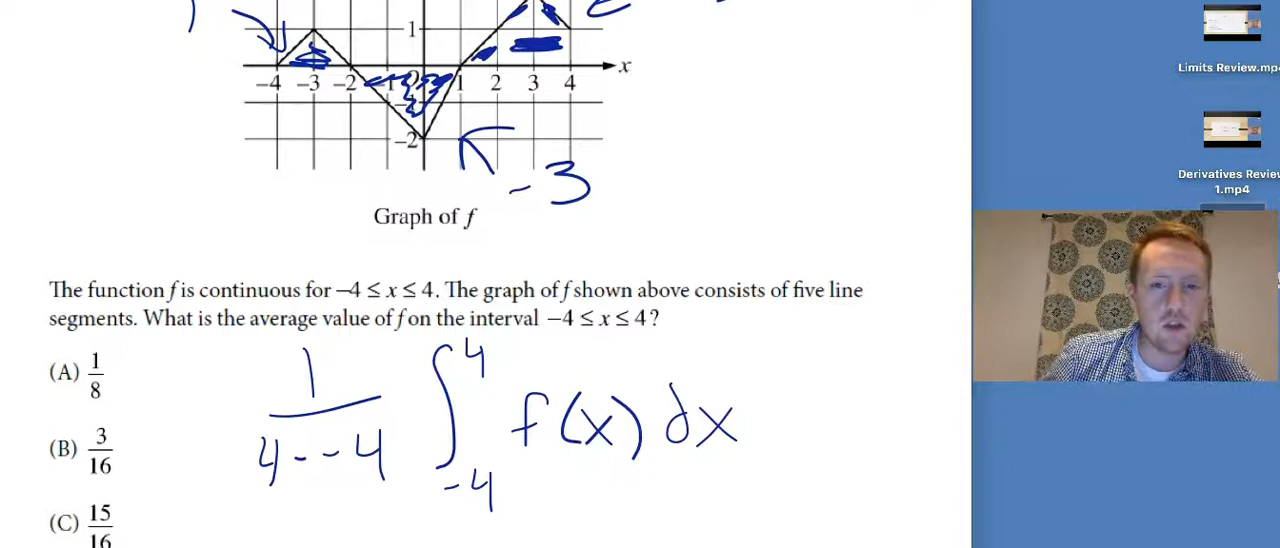 1
x
-4 -3 -2 1 2 3 4
-2
-3
Graph of f
The function f is continuous for −4 ≤ x ≤ 4. The graph of f shown above consists of five line
segments. What is the average value of f on the interval −4 ≤ x ≤ 4?
(A) 1/8
(B) 3/16
(C) 15/16
1/4--4 ∫ 4 -4 f(x) dx
Limits Review.mp
Derivatives Revie
1.mp4